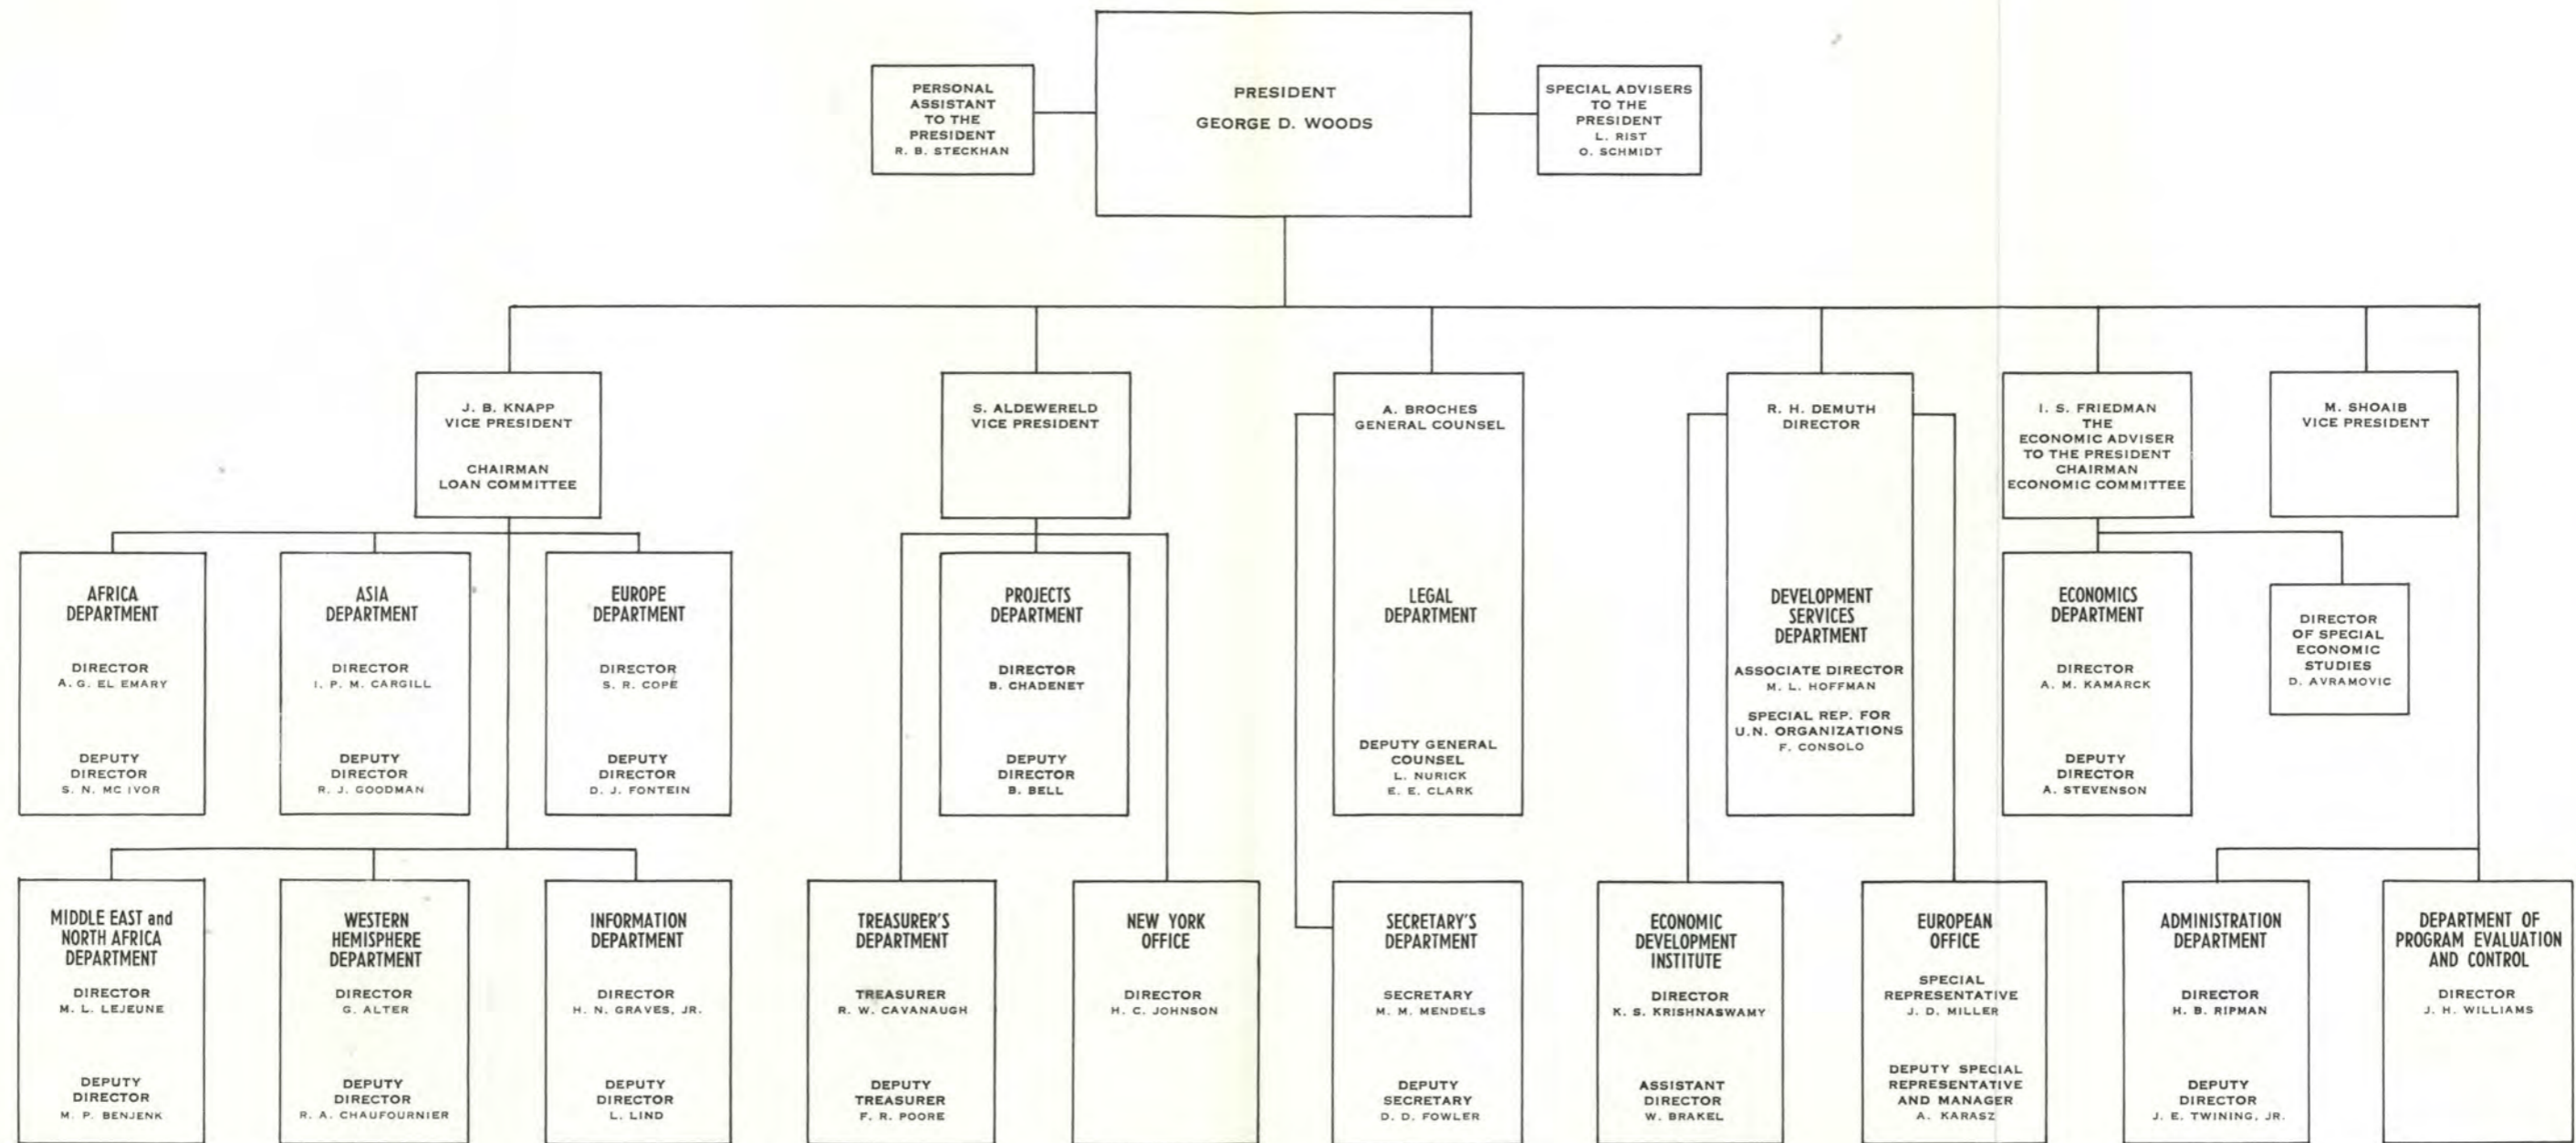 PERSONAL
ASSISTANT
TO THE
PRESIDENT
R. B. STECKHAN
PRESIDENT
GEORGE D. WOODS
SPECIAL ADVISERS
TO THE
PRESIDENT
L. RIST
O. SCHMIDT
J. B. KNAPP
VICE PRESIDENT
CHAIRMAN
LOAN COMMITTEE
S. ALDEWERELD
VICE PRESIDENT
A. BROCHES
GENERAL COUNSEL
LEGAL
DEPARTMENT
DEPUTY GENERAL
COUNSEL
L. NURICK
E. E. CLARK
R. H. DEMUTH
DIRECTOR
DEVELOPMENT
SERVICES
DEPARTMENT
ASSOCIATE DIRECTOR
M. L. HOFFMAN
SPECIAL REP. FOR
U.N. ORGANIZATIONS
F. CONSOLO
I. S. FRIEDMAN
THE
ECONOMIC ADVISER
TO THE PRESIDENT
CHAIRMAN
ECONOMIC COMMITTEE
M. SHOAIB
VICE PRESIDENT
AFRICA
DEPARTMENT
DIRECTOR
A. G. EL EMARY
DEPUTY
DIRECTOR
S. N. MC IVOR
ASIA
DEPARTMENT
DIRECTOR
I. P. M. CARGILL
DEPUTY
DIRECTOR
R. J. GOODMAN
EUROPE
DEPARTMENT
DIRECTOR
S. R. COPE
DEPUTY
DIRECTOR
D. J. FONTEIN
PROJECTS
DEPARTMENT
DIRECTOR
B. CHADENET
DEPUTY
DIRECTOR
B. BELL
ECONOMICS
DEPARTMENT
DIRECTOR
A. M. KAMARCK
DEPUTY
DIRECTOR
A. STEVENSON
DIRECTOR
OF SPECIAL
ECONOMIC
STUDIES
D. AVRAMOVIC
MIDDLE EAST and
NORTH AFRICA
DEPARTMENT
DIRECTOR
M. L. LEJEUNE
DEPUTY
DIRECTOR
M. P. BENJENK
WESTERN
HEMISPHERE
DEPARTMENT
DIRECTOR
G. ALTER
DEPUTY
DIRECTOR
R. A. CHAUFOURNIER
INFORMATION
DEPARTMENT
DIRECTOR
H. N. GRAVES, JR.
DEPUTY
DIRECTOR
L. LIND
TREASURER'S
DEPARTMENT
TREASURER
R. W. CAVANAUGH
DEPUTY
TREASURER
F. R. POORE
NEW YORK
OFFICE
DIRECTOR
H. C. JOHNSON
SECRETARY'S
DEPARTMENT
SECRETARY
M. M. MENDELS
DEPUTY
SECRETARY
D. D. FOWLER
ECONOMIC
DEVELOPMENT
INSTITUTE
DIRECTOR
K. S. KRISHNASWAMY
ASSISTANT
DIRECTOR
W. BRAKEL
EUROPEAN
OFFICE
SPECIAL
REPRESENTATIVE
J. D. MILLER
DEPUTY SPECIAL
REPRESENTATIVE
AND MANAGER
A. KARASZ
ADMINISTRATION
DEPARTMENT
DIRECTOR
H. B. RIPMAN
DEPUTY
DIRECTOR
J. E. TWINING, JR.
DEPARTMENT OF
PROGRAM EVALUATION
AND CONTROL
DIRECTOR
J. H. WILLIAMS